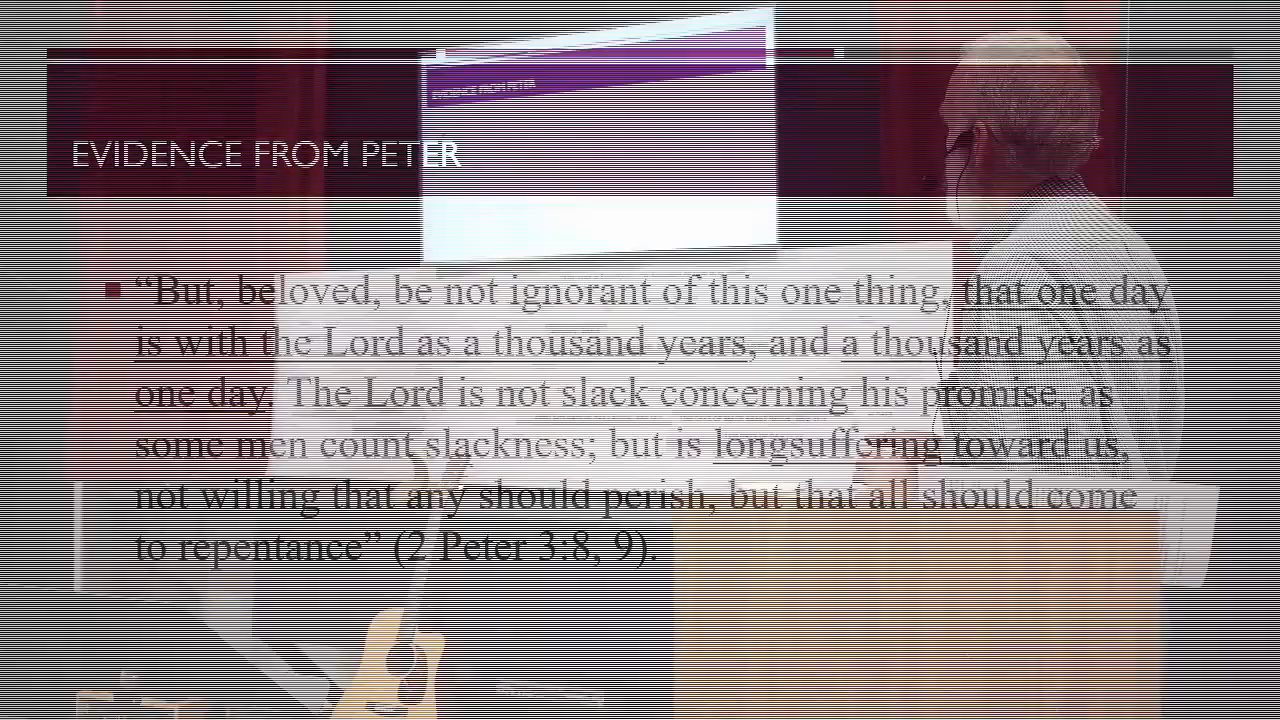 EVIDENCE FROM PETER
EVIDENCE FROM PETER
“But, beloved, be not ignorant of this one thing, that one day
is with the Lord as a thousand years, and a thousand years as
one day. The Lord is not slack concerning his promise, as
some men count slackness; but is longsuffering toward us,
not willing that any should perish, but that all should come
to repentance” (2 Peter 3:8, 9).